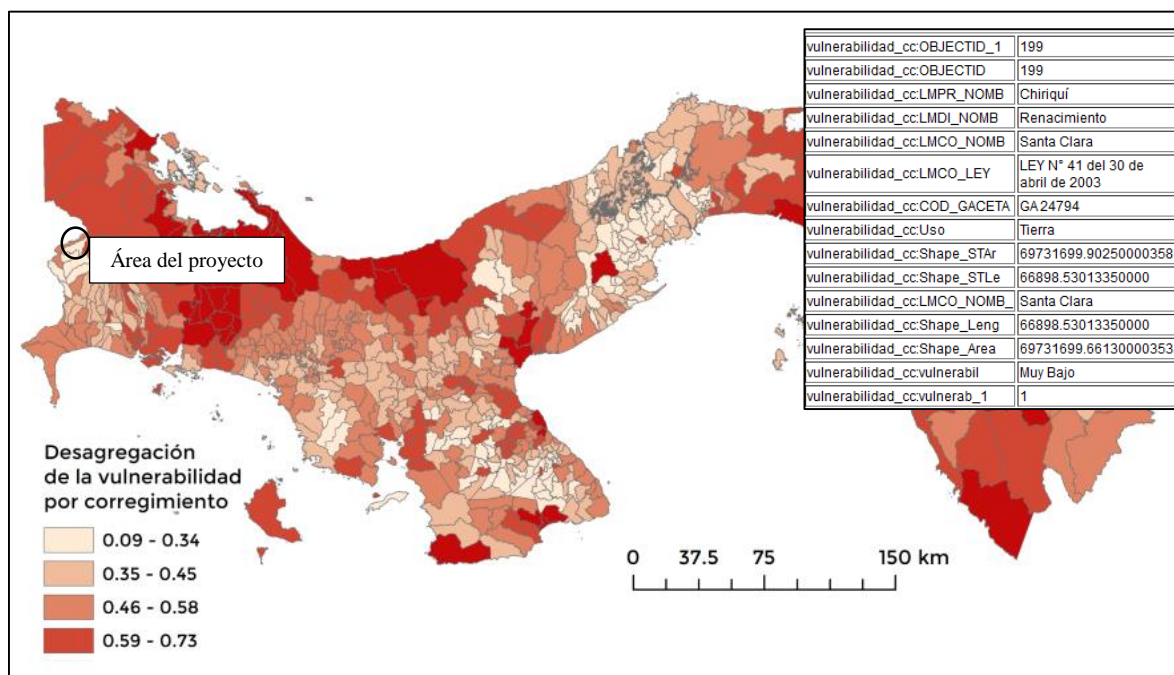 vulnerabilidad_cc:OBJECTID_1 199
vulnerabilidad_cc:OBJECTID 199
vulnerabilidad_cc:LMPR_NOMB Chiriquí
vulnerabilidad_cc:LMDI_NOMB Renacimiento
vulnerabilidad_cc:LMCO_NOMB Santa Clara
vulnerabilidad_cc:LMCO_LEY LEY N° 41 del 30 de
abril de 2003
vulnerabilidad_cc:COD_GACETA GA24794
vulnerabilidad_cc:Uso Tierra
vulnerabilidad_cc:Shape_STAr 69731699.90250000358
vulnerabilidad_cc:Shape_STLe 66898.53013350000
vulnerabilidad_cc:LMCO_NOMB_ Santa Clara
vulnerabilidad_cc:Shape_Leng 66898.53013350000
vulnerabilidad_cc:Shape_Area 69731699.66130000353
vulnerabilidad_cc:vulnerabil Muy Bajo
vulnerabilidad_cc:vulnerab_1 1
Área del proyecto
Desagregación
de la vulnerabilidad
por corregimiento
0.09 - 0.34
0.35 - 0.45
0.46 - 0.58
0.59 - 0.73
0 37.5 75 150 km